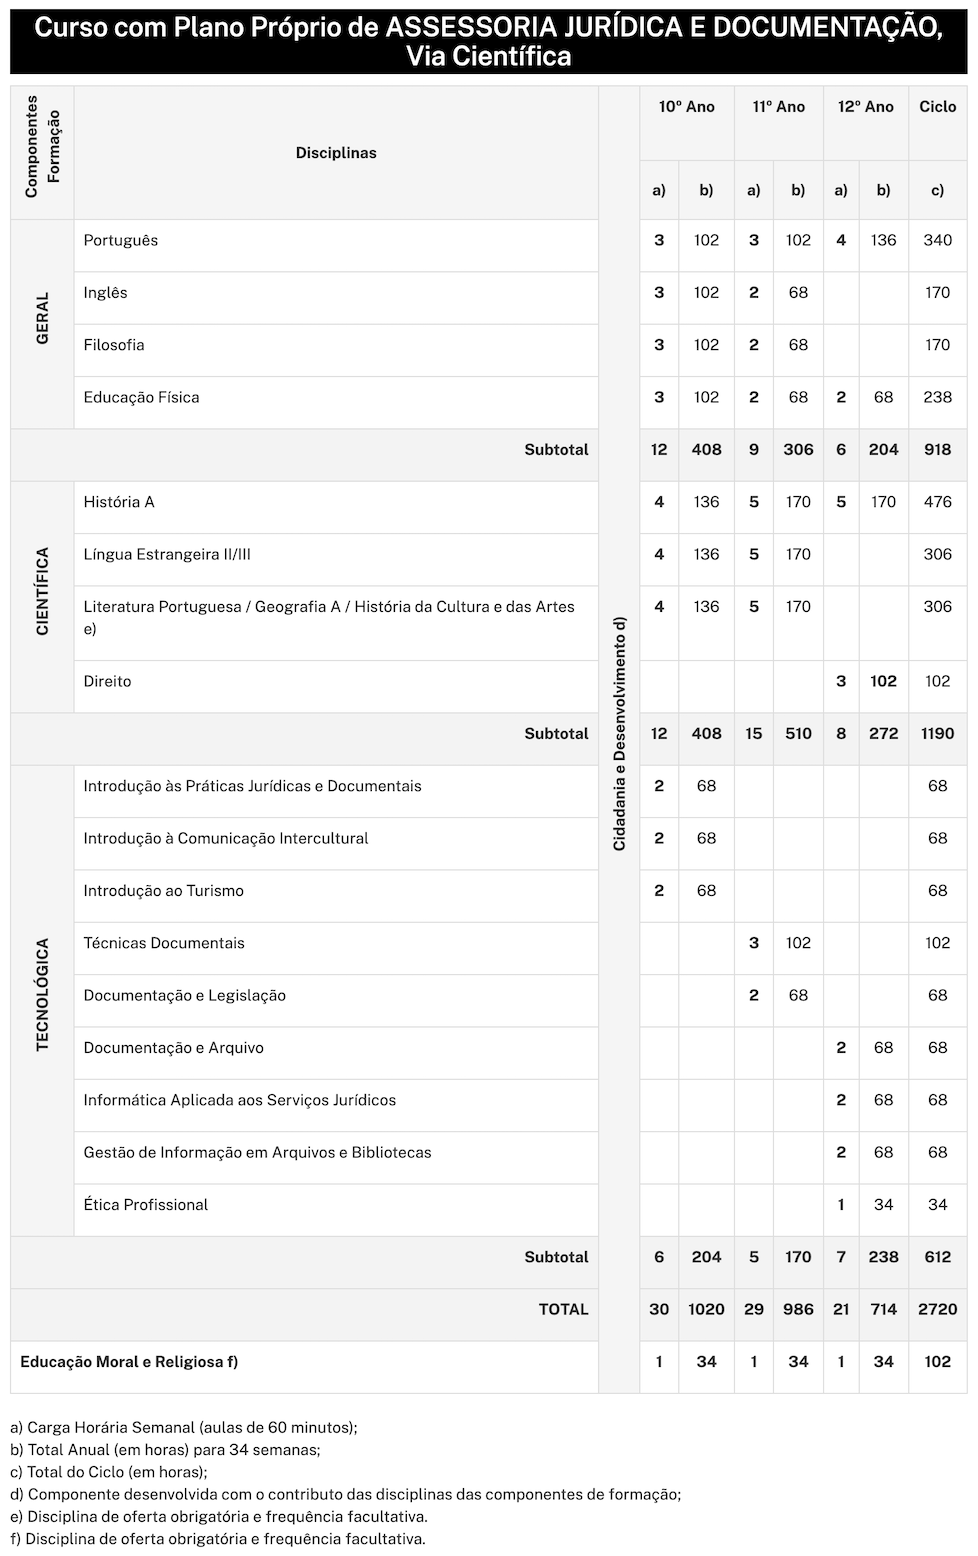 Curso com Plano Próprio de ASSESSORIA JURÍDICA E DOCUMENTAÇÃO,
Via Científica
Componentes
Formação
Disciplinas
Cidadania e Desenvolvimento d)
10º Ano 11º Ano 12º Ano Ciclo
a) b) a) b) a) b) c)
GERAL
Português 3 102 3 102 4 136 340
Inglês 3 102 2 68 170
Filosofia 3 102 2 68 170
Educação Física 3 102 2 68 2 68 238
Subtotal 12 408 9 306 6 204 918
CIENTÍFICA
História A 4 136 5 170 5 170 476
Língua Estrangeira II/III 4 136 5 170 306
Literatura Portuguesa / Geografia A / História da Cultura e das Artes 4 136 5 170 306
e)
Direito 3 102 102
Subtotal 12 408 15 510 8 272 1190
TECNOLÓGICA
Introdução às Práticas Jurídicas e Documentais 2 68 68
Introdução à Comunicação Intercultural 2 68 68
Introdução ao Turismo 2 68 68
Técnicas Documentais 3 102 102
Documentação e Legislação 2 68 68
Documentação e Arquivo 2 68 68
Informática Aplicada aos Serviços Jurídicos 2 68 68
Gestão de Informação em Arquivos e Bibliotecas 2 68 68
Ética Profissional 1 34 34
Subtotal 6 204 5 170 7 238 612
TOTAL 30 1020 29 986 21 714 2720
Educação Moral e Religiosa f) 1 34 1 34 1 34 102
a) Carga Horária Semanal (aulas de 60 minutos);
b) Total Anual (em horas) para 34 semanas;
c) Total do Ciclo (em horas);
d) Componente desenvolvida com o contributo das disciplinas das componentes de formação;
e) Disciplina de oferta obrigatória e frequência facultativa.
f) Disciplina de oferta obrigatória e frequência facultativa.